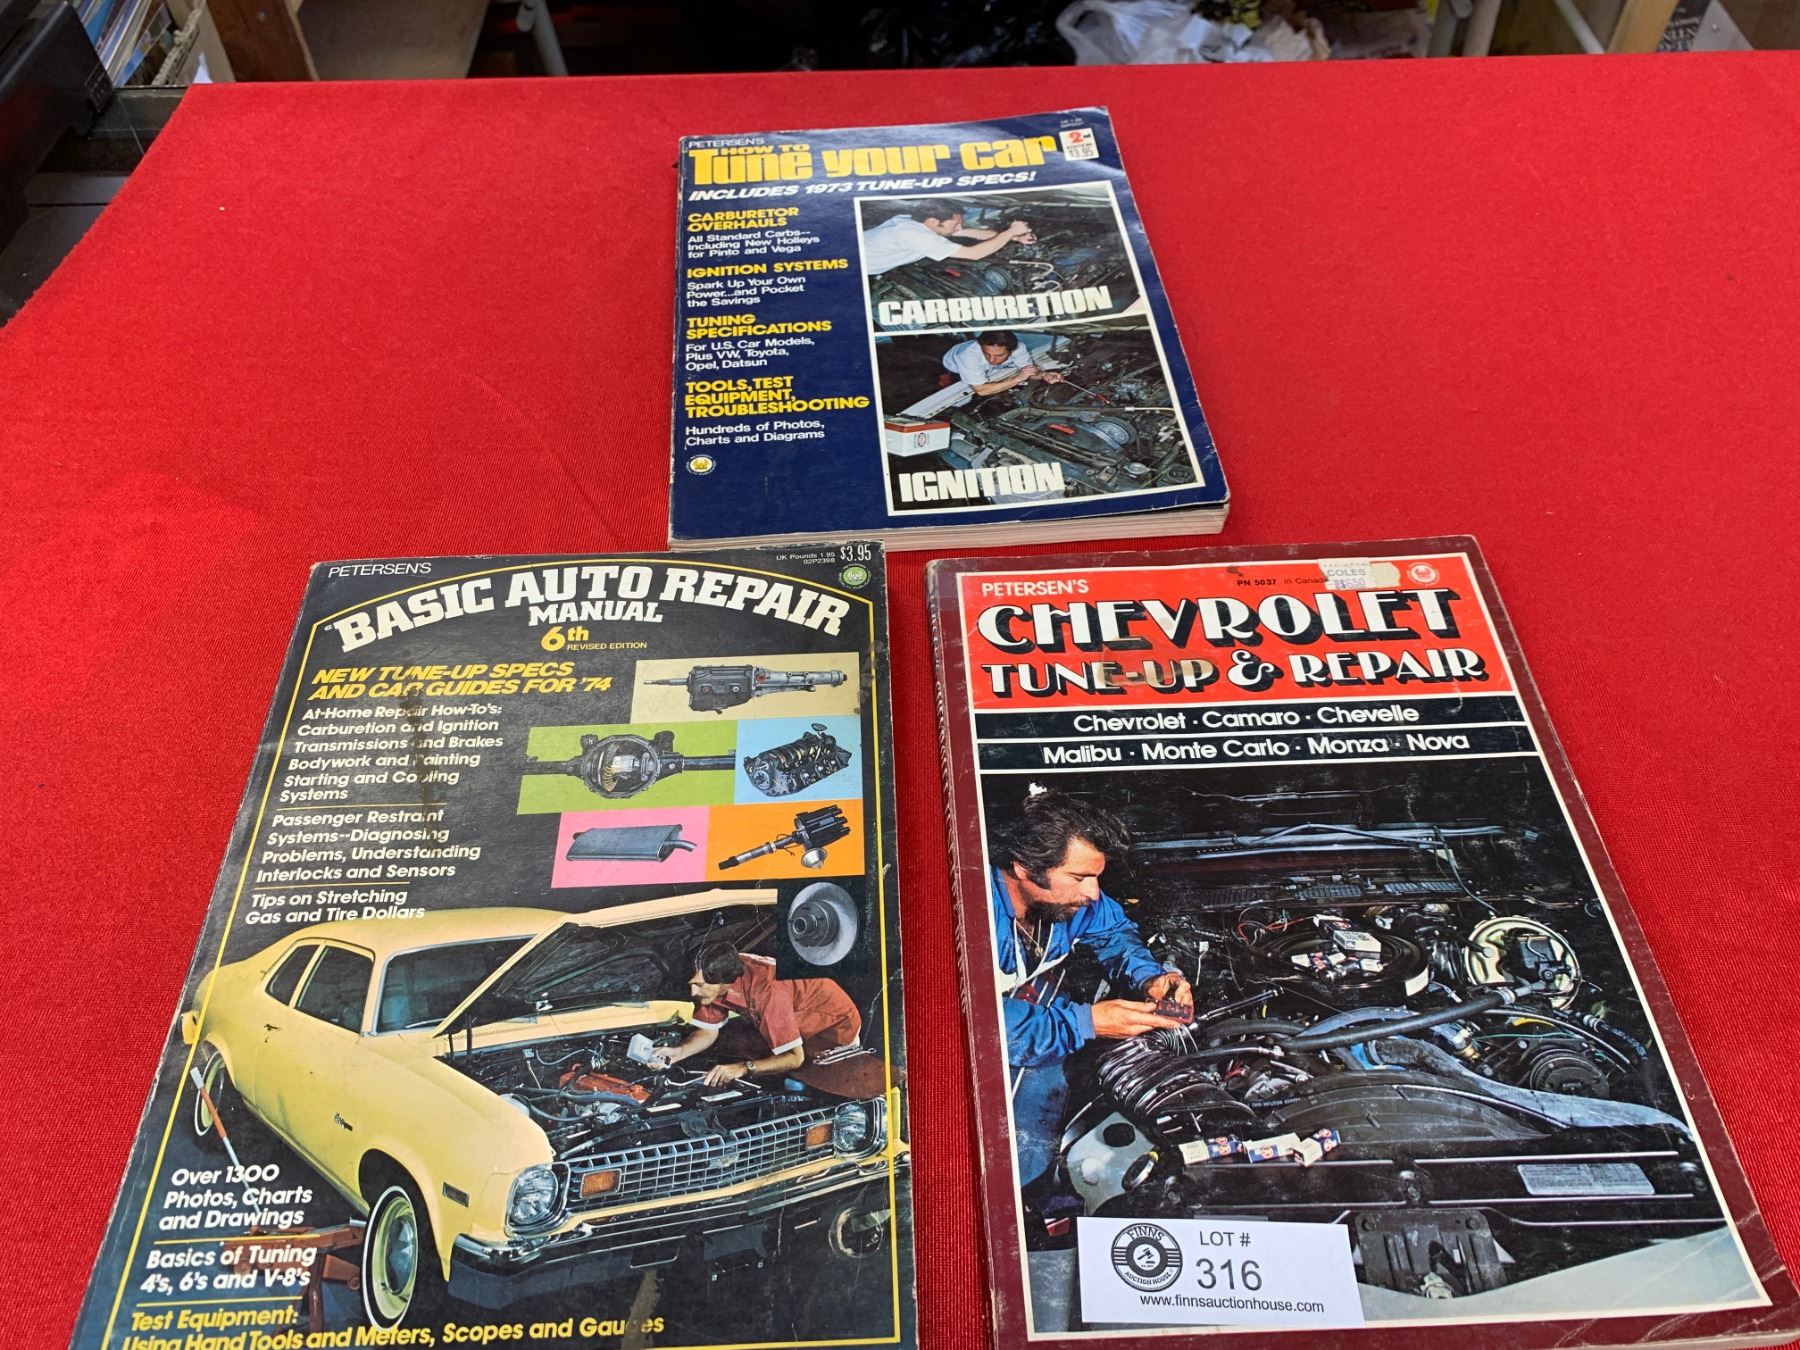 PETERSEN'S
HOW TO
Tune your car
2nd
EDITION
$3.95
INCLUDES 1973 TUNE-UP SPECS!
CARBURETOR
OVERHAULS
All Standard Carbs--
Including New Holleys
for Pinto and Vega
IGNITION SYSTEMS
Spark Up Your Own
Power...and Pocket
the Savings
TUNING
SPECIFICATIONS
For U.S. Car Models,
Plus VW, Toyota,
Opel, Datsun
TOOLS, TEST
EQUIPMENT,
TROUBLESHOOTING
Hundreds of Photos,
Charts and Diagrams
CARBURETION
IGNITION
PETERSEN'S
UK Pounds 1.95 $3.95
02P2398
BASIC AUTO REPAIR
MANUAL
6th
REVISED EDITION
NEW TUNE-UP SPECS
AND CAR GUIDES FOR '74
At-Home Repair How-To's:
Carburetion and Ignition
Transmissions and Brakes
Bodywork and Painting
Starting and Cooling
Systems
Passenger Restraint
Systems--Diagnosing
Problems, Understanding
Interlocks and Sensors
Tips on Stretching
Gas and Tire Dollars
Over 1300
Photos, Charts
and Drawings
Basics of Tuning
4's, 6's and V-8's
Test Equipment:
Using Hand Tools and Meters, Scopes and Gauges
PETERSEN'S
PN 5037 in Canada
COLES
CHEVROLET
TUNE-UP & REPAIR
Chevrolet · Camaro · Chevelle
Malibu · Monte Carlo · Monza · Nova
FINNS
AUCTION HOUSE
LOT #
316
www.finnsauctionhouse.com